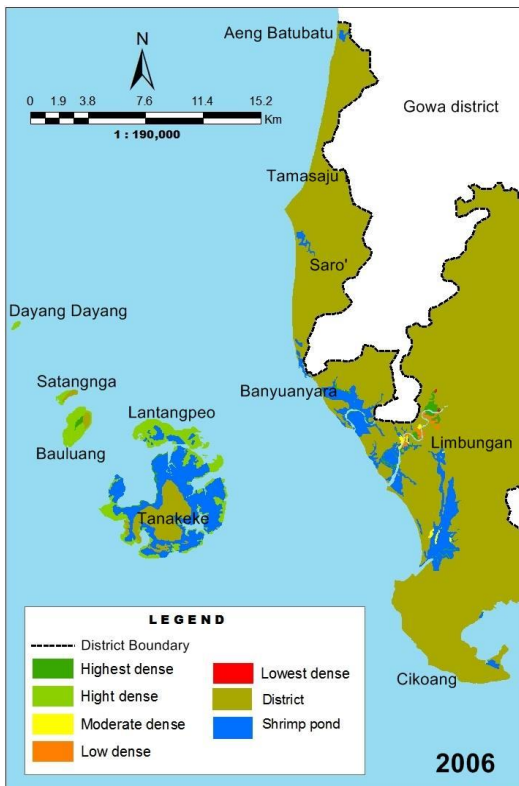 Aeng Batubatu
N
Gowa district
0 1.9 3.8 7.6 11.4 15.2
Km
1 : 190,000
Tamasaju
Saro'
Dayang Dayang
Satangnga
Banyuanyara
Lantangpeo
Limbungan
Bauluang
Tanakeke
LEGEND
District Boundary
Highest dense
Hight dense
Moderate dense
Low dense
Lowest dense
District
Shrimp pond
Cikoang
2006